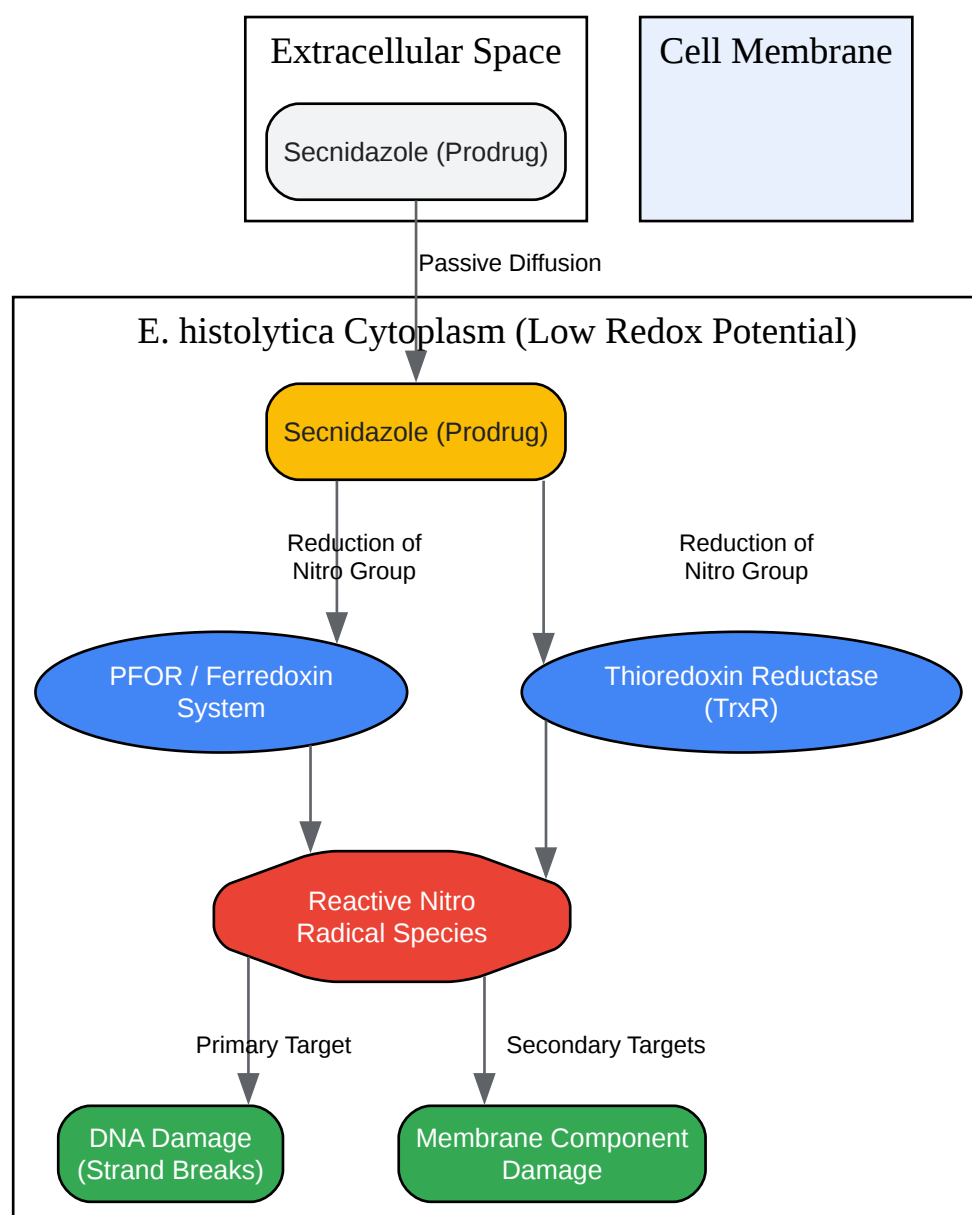 Extracellular Space
Cell Membrane
Secnidazole (Prodrug)
Passive Diffusion
E. histolytica Cytoplasm (Low Redox Potential)
Secnidazole (Prodrug)
Reduction of
Nitro Group
Reduction of
Nitro Group
PFOR / Ferredoxin
System
Thioredoxin Reductase
(TrxR)
Reactive Nitro
Radical Species
Primary Target
Secondary Targets
DNA Damage
(Strand Breaks)
Membrane Component
Damage